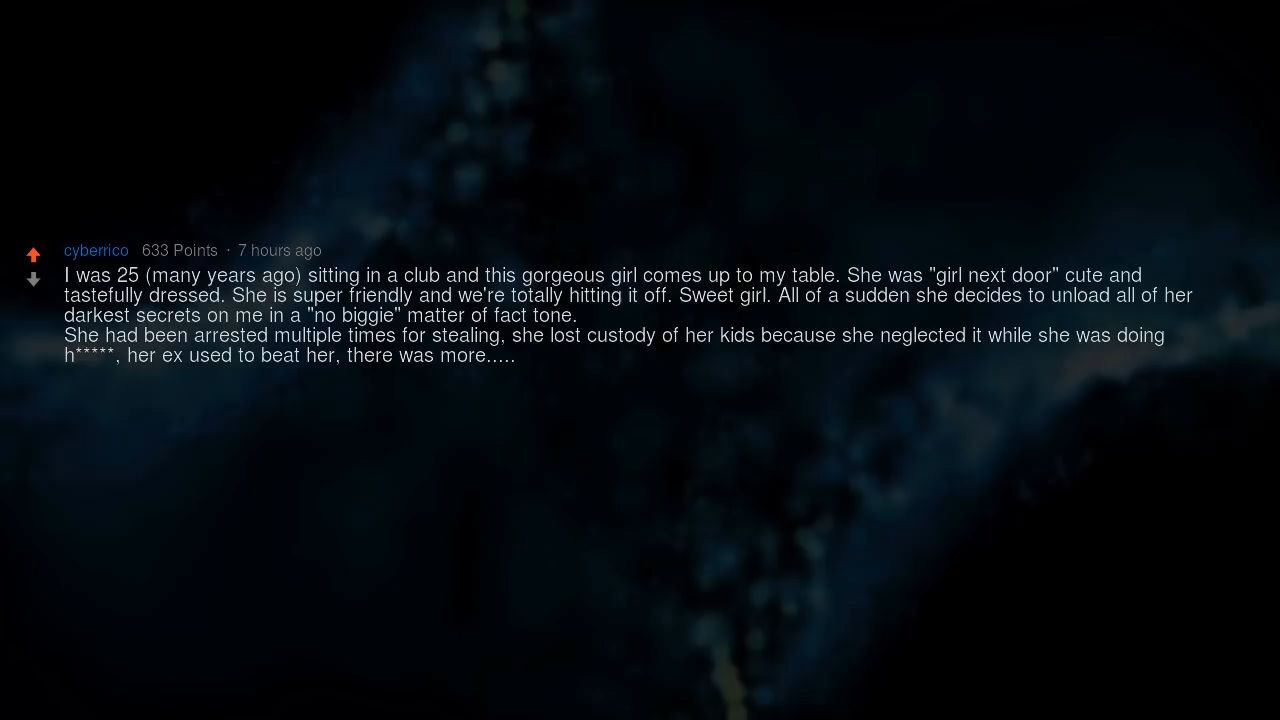 cyberrico 633 Points · 7 hours ago
I was 25 (many years ago) sitting in a club and this gorgeous girl comes up to my table. She was "girl next door" cute and
tastefully dressed. She is super friendly and we're totally hitting it off. Sweet girl. All of a sudden she decides to unload all of her
darkest secrets on me in a "no biggie" matter of fact tone.
She had been arrested multiple times for stealing, she lost custody of her kids because she neglected it while she was doing
h*****, her ex used to beat her, there was more.....